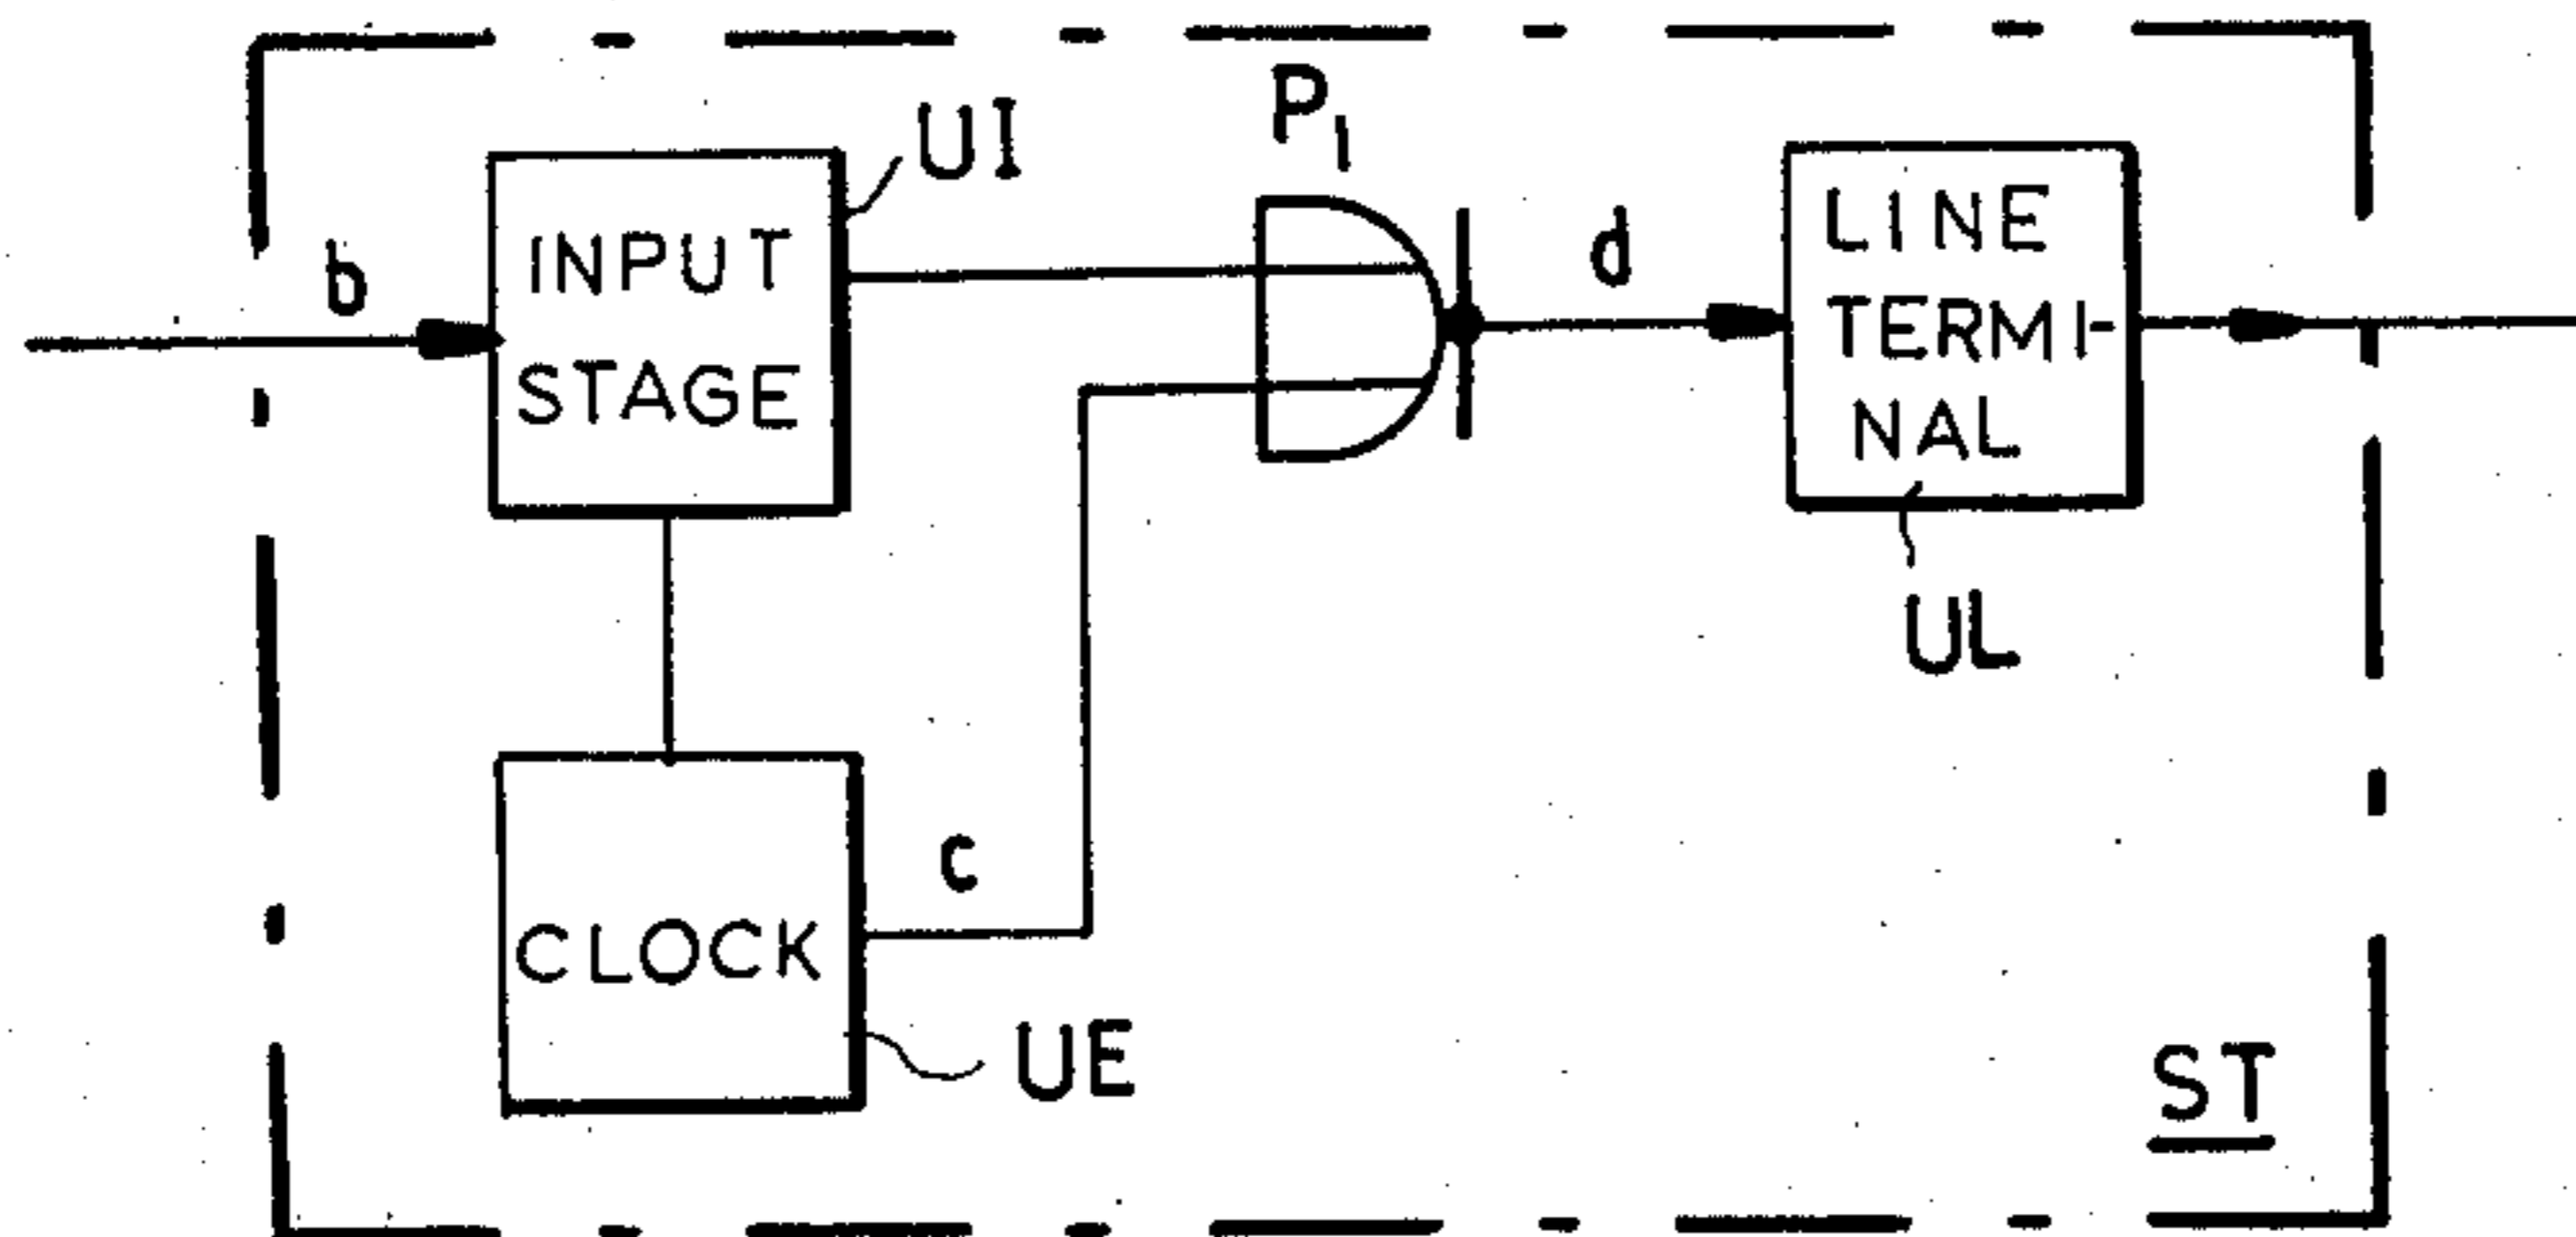 UI
P1
b
INPUT
STAGE
d
LINE
TERMI-
NAL
UL
CLOCK
c
UE
ST